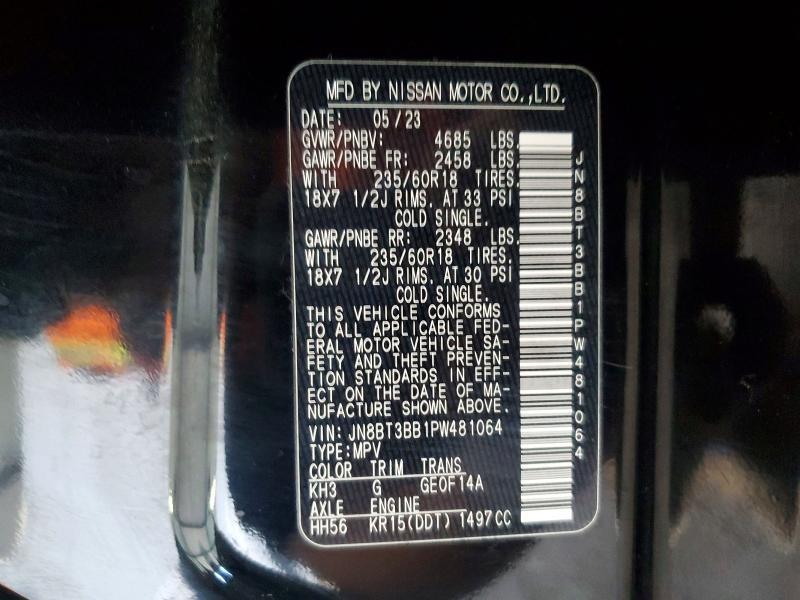 MFD BY NISSAN MOTOR CO.,LTD.
DATE: 05/23
GVWR/PNBV: 4685 LBS.
GAWR/PNBE FR: 2458 LBS.
WITH 235/60R18 TIRES.
18X7 1/2J RIMS. AT 33 PSI
COLD SINGLE.
GAWR/PNBE RR: 2348 LBS.
WITH 235/60R18 TIRES.
18X7 1/2J RIMS. AT 30 PSI
COLD SINGLE.
THIS VEHICLE CONFORMS
TO ALL APPLICABLE FED-
ERAL MOTOR VEHICLE SA-
FETY AND THEFT PREVEN-
TION STANDARDS IN EFF-
ECT ON THE DATE OF MA-
NUFACTURE SHOWN ABOVE.
VIN: JN8BT3BB1PW481064
TYPE:MPV
COLOR TRIM TRANS
KH3 G GE0F14A
AXLE ENGINE
HH56 KR15(DDT) 1497CC
JN8BT3BB1PW481064